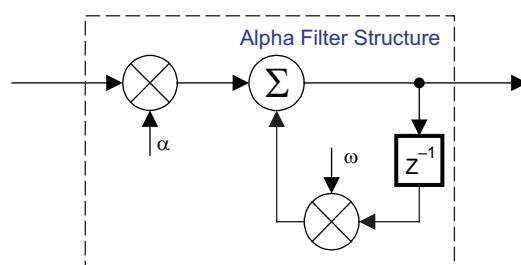 Alpha Filter Structure
Σ
α
ω
z⁻¹